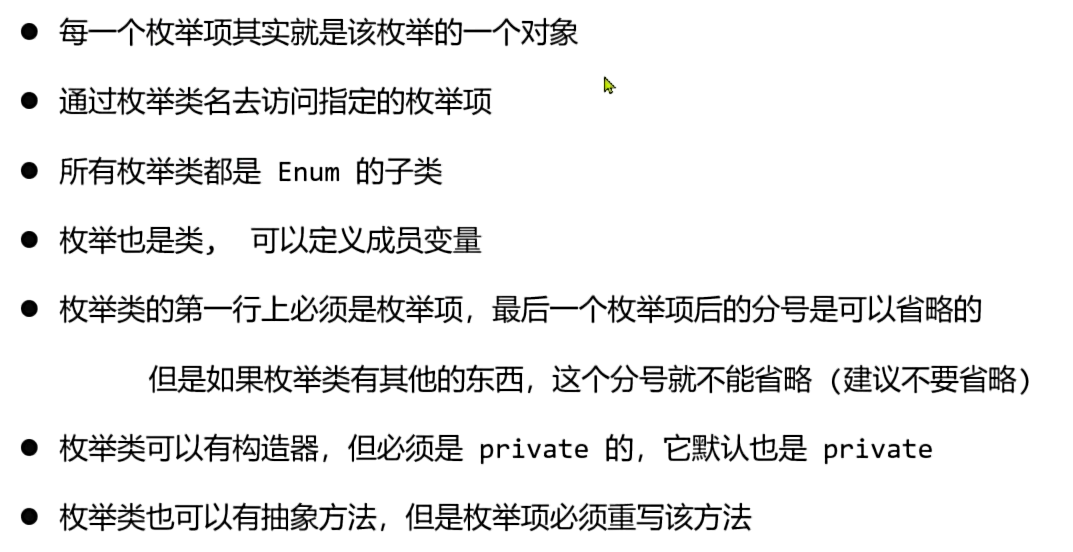 ● 每一个枚举项其实就是该枚举的一个对象
● 通过枚举类名去访问指定的枚举项
● 所有枚举类都是 Enum 的子类
● 枚举也是类， 可以定义成员变量
● 枚举类的第一行上必须是枚举项，最后一个枚举项后的分号是可以省略的
但是如果枚举类有其他的东西，这个分号就不能省略 (建议不要省略)
● 枚举类可以有构造器，但必须是 private 的，它默认也是 private
● 枚举类也可以有抽象方法，但是枚举项必须重写该方法